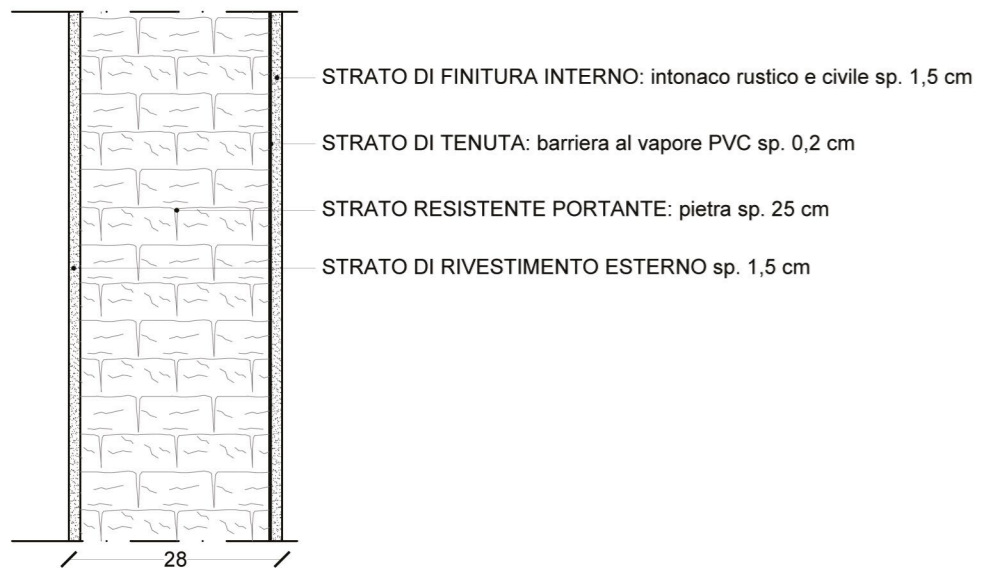 STRATO DI FINITURA INTERNO: intonaco rustico e civile sp. 1,5 cm
STRATO DI TENUTA: barriera al vapore PVC sp. 0,2 cm
STRATO RESISTENTE PORTANTE: pietra sp. 25 cm
STRATO DI RIVESTIMENTO ESTERNO sp. 1,5 cm
28